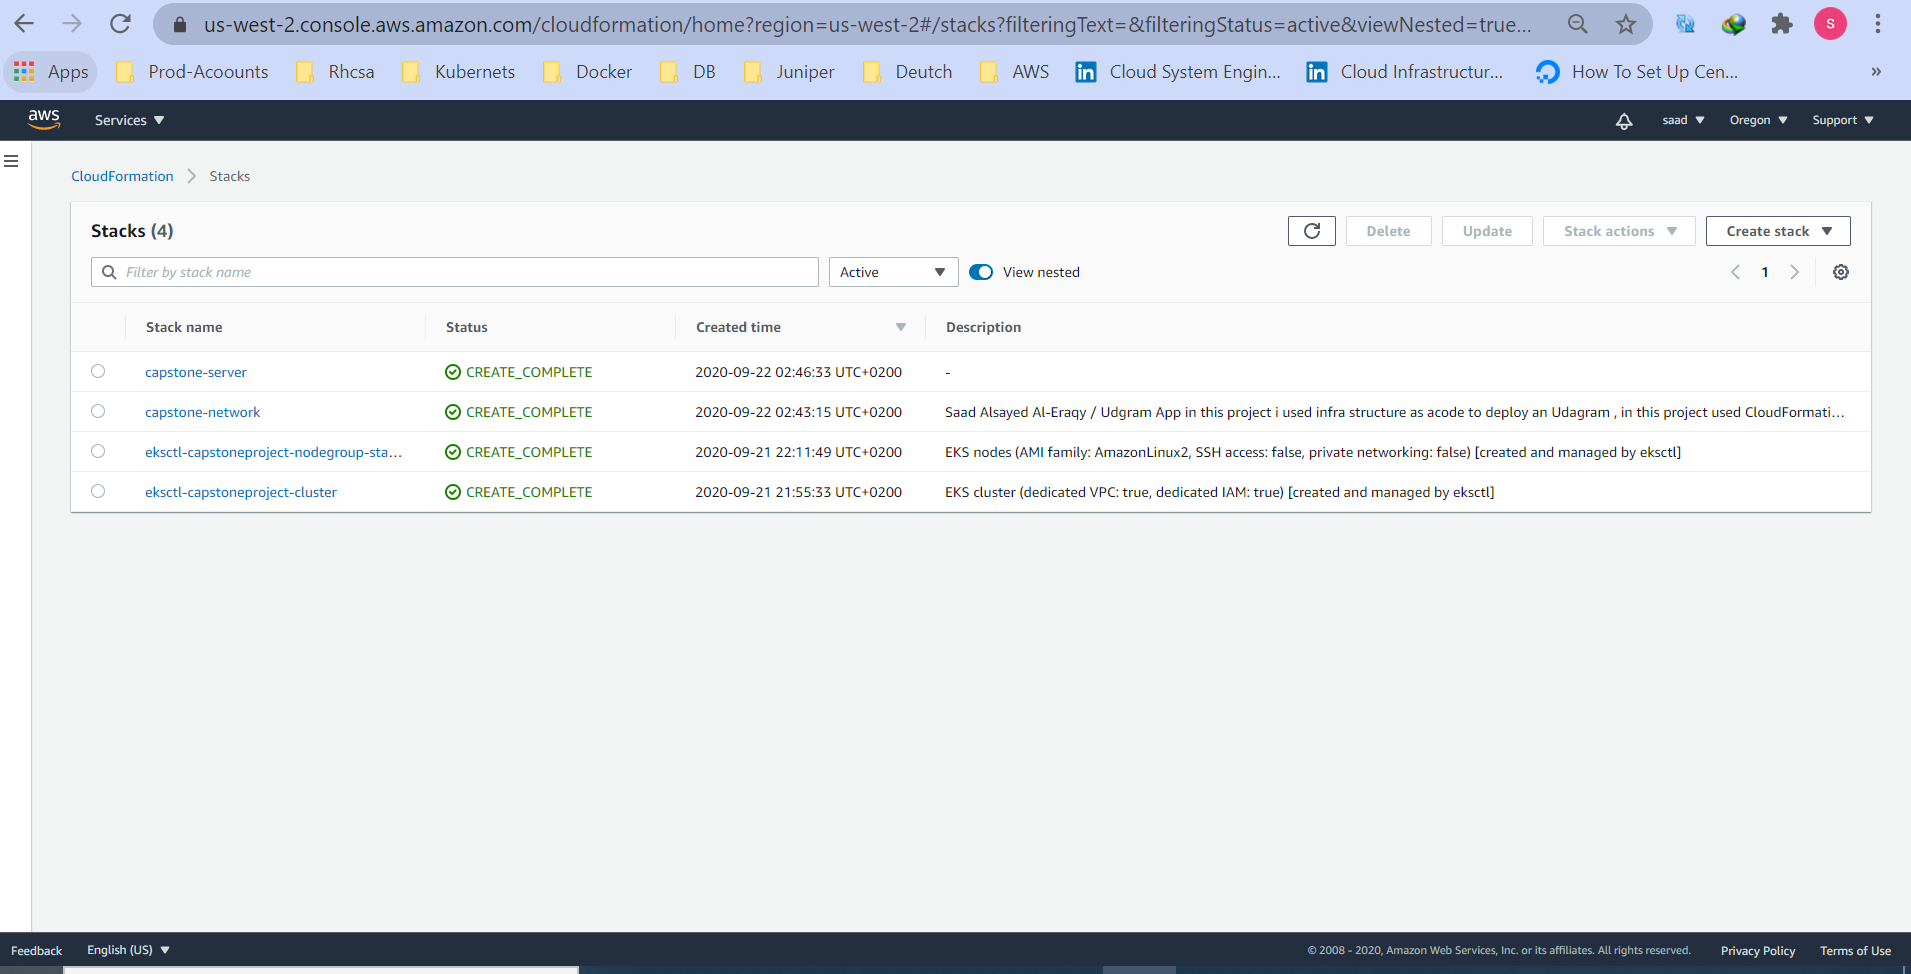 us-west-2.console.aws.amazon.com/cloudformation/home?region=us-west-2#/stacks?filteringText=&filteringStatus=active&viewNested=true...
S
Apps Prod-Acoounts Rhcsa Kubernets Docker DB Juniper Deutch AWS Cloud System Engin... Cloud Infrastructur... How To Set Up Cen... »
aws Services saad Oregon Support
CloudFormation Stacks
Stacks (4) Delete Update Stack actions Create stack
Filter by stack name Active View nested 1
Stack name Status Created time Description
capstone-server CREATE_COMPLETE 2020-09-22 02:46:33 UTC+0200 -
capstone-network CREATE_COMPLETE 2020-09-22 02:43:15 UTC+0200 Saad Alsayed Al-Eraqy / Udgram App in this project i used infra structure as acode to deploy an Udagram , in this project used CloudFormati...
eksctl-capstoneproject-nodegroup-sta... CREATE_COMPLETE 2020-09-21 22:11:49 UTC+0200 EKS nodes (AMI family: AmazonLinux2, SSH access: false, private networking: false) [created and managed by eksctl]
eksctl-capstoneproject-cluster CREATE_COMPLETE 2020-09-21 21:55:33 UTC+0200 EKS cluster (dedicated VPC: true, dedicated IAM: true) [created and managed by eksctl]
Feedback English (US) © 2008 - 2020, Amazon Web Services, Inc. or its affiliates. All rights reserved. Privacy Policy Terms of Use